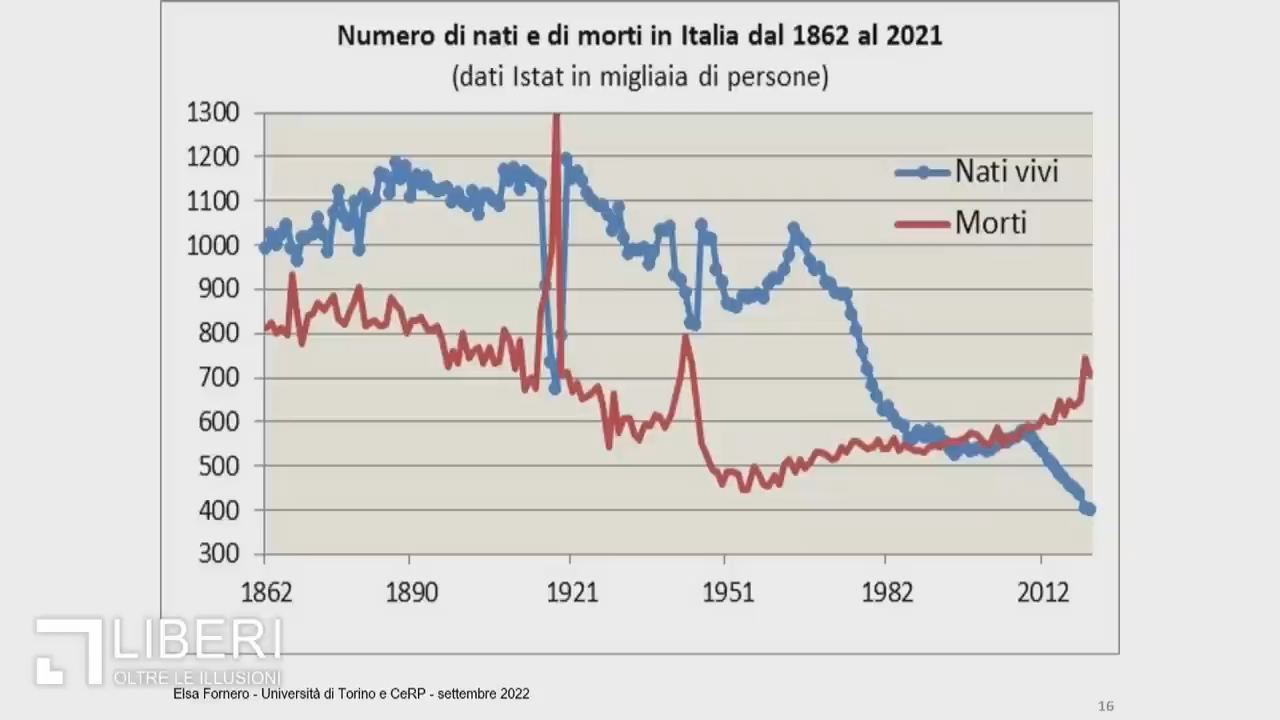 Numero di nati e di morti in Italia dal 1862 al 2021
(dati Istat in migliaia di persone)
1300
1200
1100
1000
900
800
700
600
500
400
300
Nati vivi
Morti
1862 1890 1921 1951 1982 2012
LIBERI
OLTRE LE ILLUSIONI
Elsa Fornero - Università di Torino e CeRP - settembre 2022
16